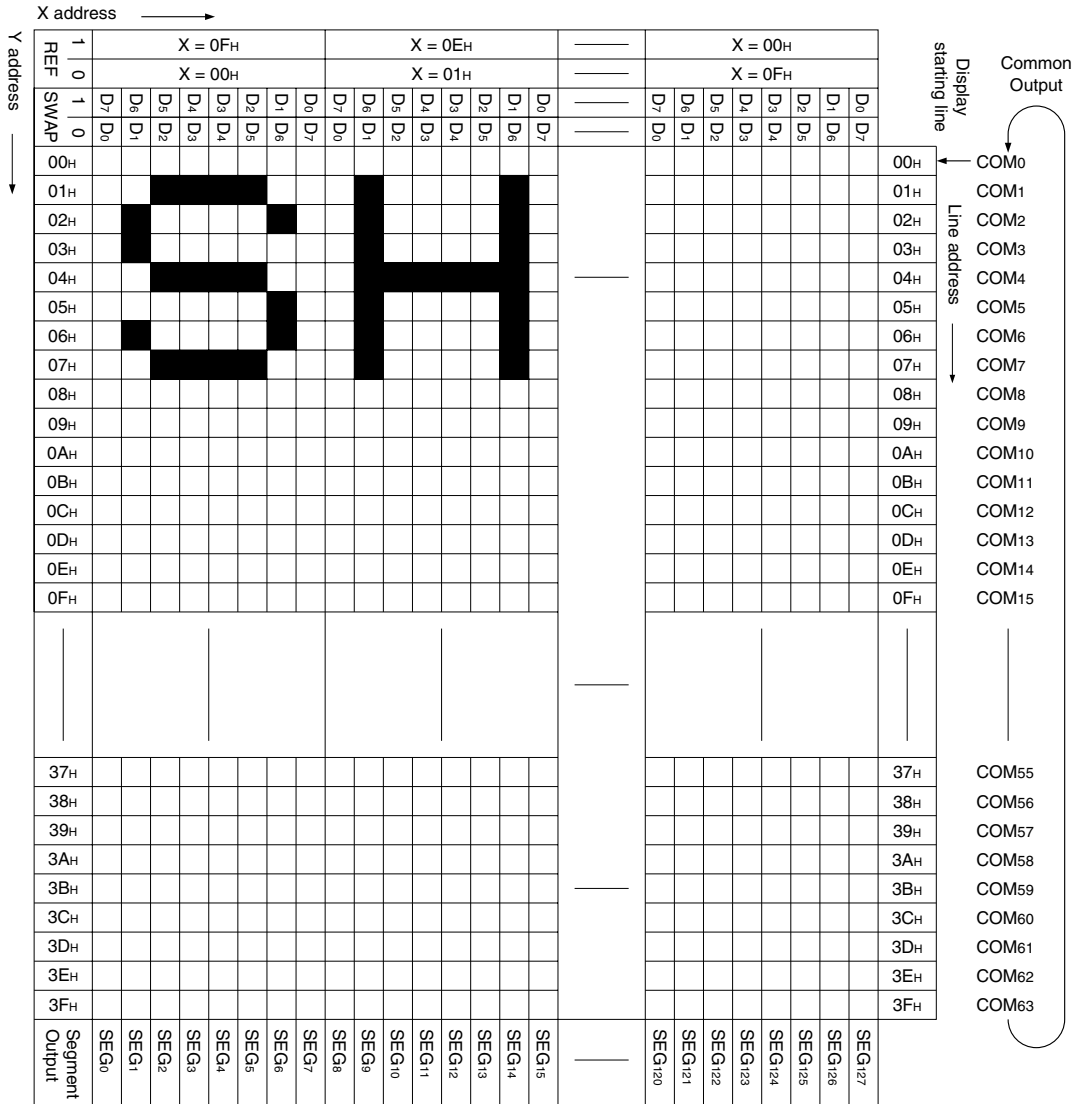 X address
Y address
REF 1 X = 0FH X = 0EH X = 00H
0 X = 00H X = 01H X = 0FH
SWAP 1 D7 D6 D5 D4 D3 D2 D1 D0 D7 D6 D5 D4 D3 D2 D1 D0 D7 D6 D5 D4 D3 D2 D1 D0
0 D0 D1 D2 D3 D4 D5 D6 D7 D0 D1 D2 D3 D4 D5 D6 D7 D0 D1 D2 D3 D4 D5 D6 D7
Display starting line
Common
Output
00H 00H COM0
01H 01H COM1
02H 02H COM2
03H 03H COM3
04H 04H COM4
05H 05H COM5
06H 06H COM6
07H 07H COM7
08H 08H COM8
09H 09H COM9
0AH 0AH COM10
0BH 0BH COM11
0CH 0CH COM12
0DH 0DH COM13
0EH 0EH COM14
0FH 0FH COM15
Line address
SH
37H 37H COM55
38H 38H COM56
39H 39H COM57
3AH 3AH COM58
3BH 3BH COM59
3CH 3CH COM60
3DH 3DH COM61
3EH 3EH COM62
3FH 3FH COM63
Segment
Output
SEG0 SEG1 SEG2 SEG3 SEG4 SEG5 SEG6 SEG7 SEG8 SEG9 SEG10 SEG11 SEG12 SEG13 SEG14 SEG15 SEG120 SEG121 SEG122 SEG123 SEG124 SEG125 SEG126 SEG127